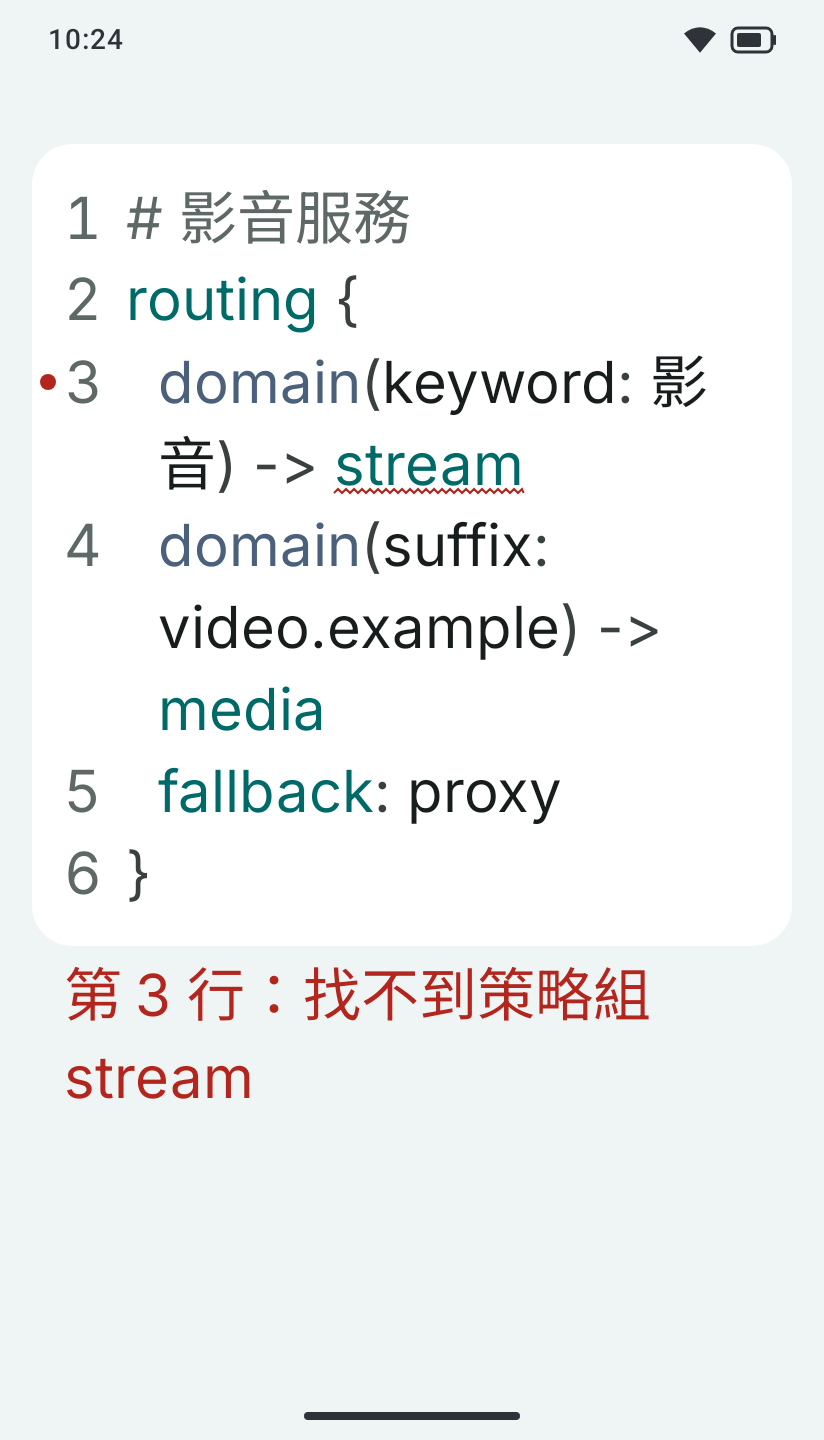 10:24
1 # 影音服務
2 routing {
3 domain(keyword: 影
音) -> stream
4 domain(suffix:
video.example) ->
media
5 fallback: proxy
6 }
第 3 行：找不到策略組
stream